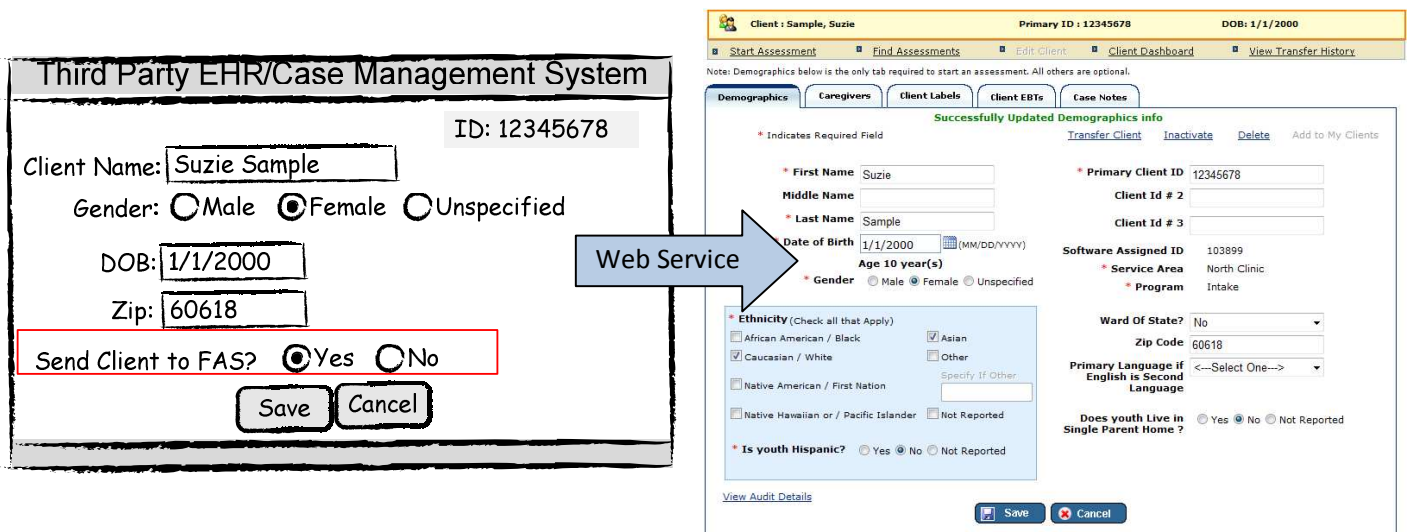 Third Party EHR/Case Management System
ID: 12345678
Client Name: Suzie Sample
Gender: Male Female Unspecified
DOB: 1/1/2000
Zip: 60618
Send Client to FAS? Yes No
Save Cancel
Web Service
Client : Sample, Suzie Primary ID : 12345678 DOB: 1/1/2000
Start Assessment Find Assessments Edit Client Client Dashboard View Transfer History
Note: Demographics below is the only tab required to start an assessment. All others are optional.
Demographics Caregivers Client Labels Client EBTs Case Notes
Successfully Updated Demographics info
* Indicates Required Field Transfer Client Inactivate Delete Add to My Clients
* First Name Suzie
Middle Name
* Last Name Sample
* Date of Birth 1/1/2000 (MM/DD/YYYY)
Age 10 year(s)
* Gender Male Female Unspecified
* Primary Client ID 12345678
Client Id # 2
Client Id # 3
Software Assigned ID 103899
* Service Area North Clinic
* Program Intake
* Ethnicity (Check all that Apply)
African American / Black Asian
Caucasian / White Other
Specify If Other
Native American / First Nation
Native Hawaiian or / Pacific Islander Not Reported
* Is youth Hispanic? Yes No Not Reported
Ward Of State? No
Zip Code 60618
Primary Language if <---Select One--->
English is Second
Language
Does youth Live in Yes No Not Reported
Single Parent Home ?
View Audit Details
Save Cancel